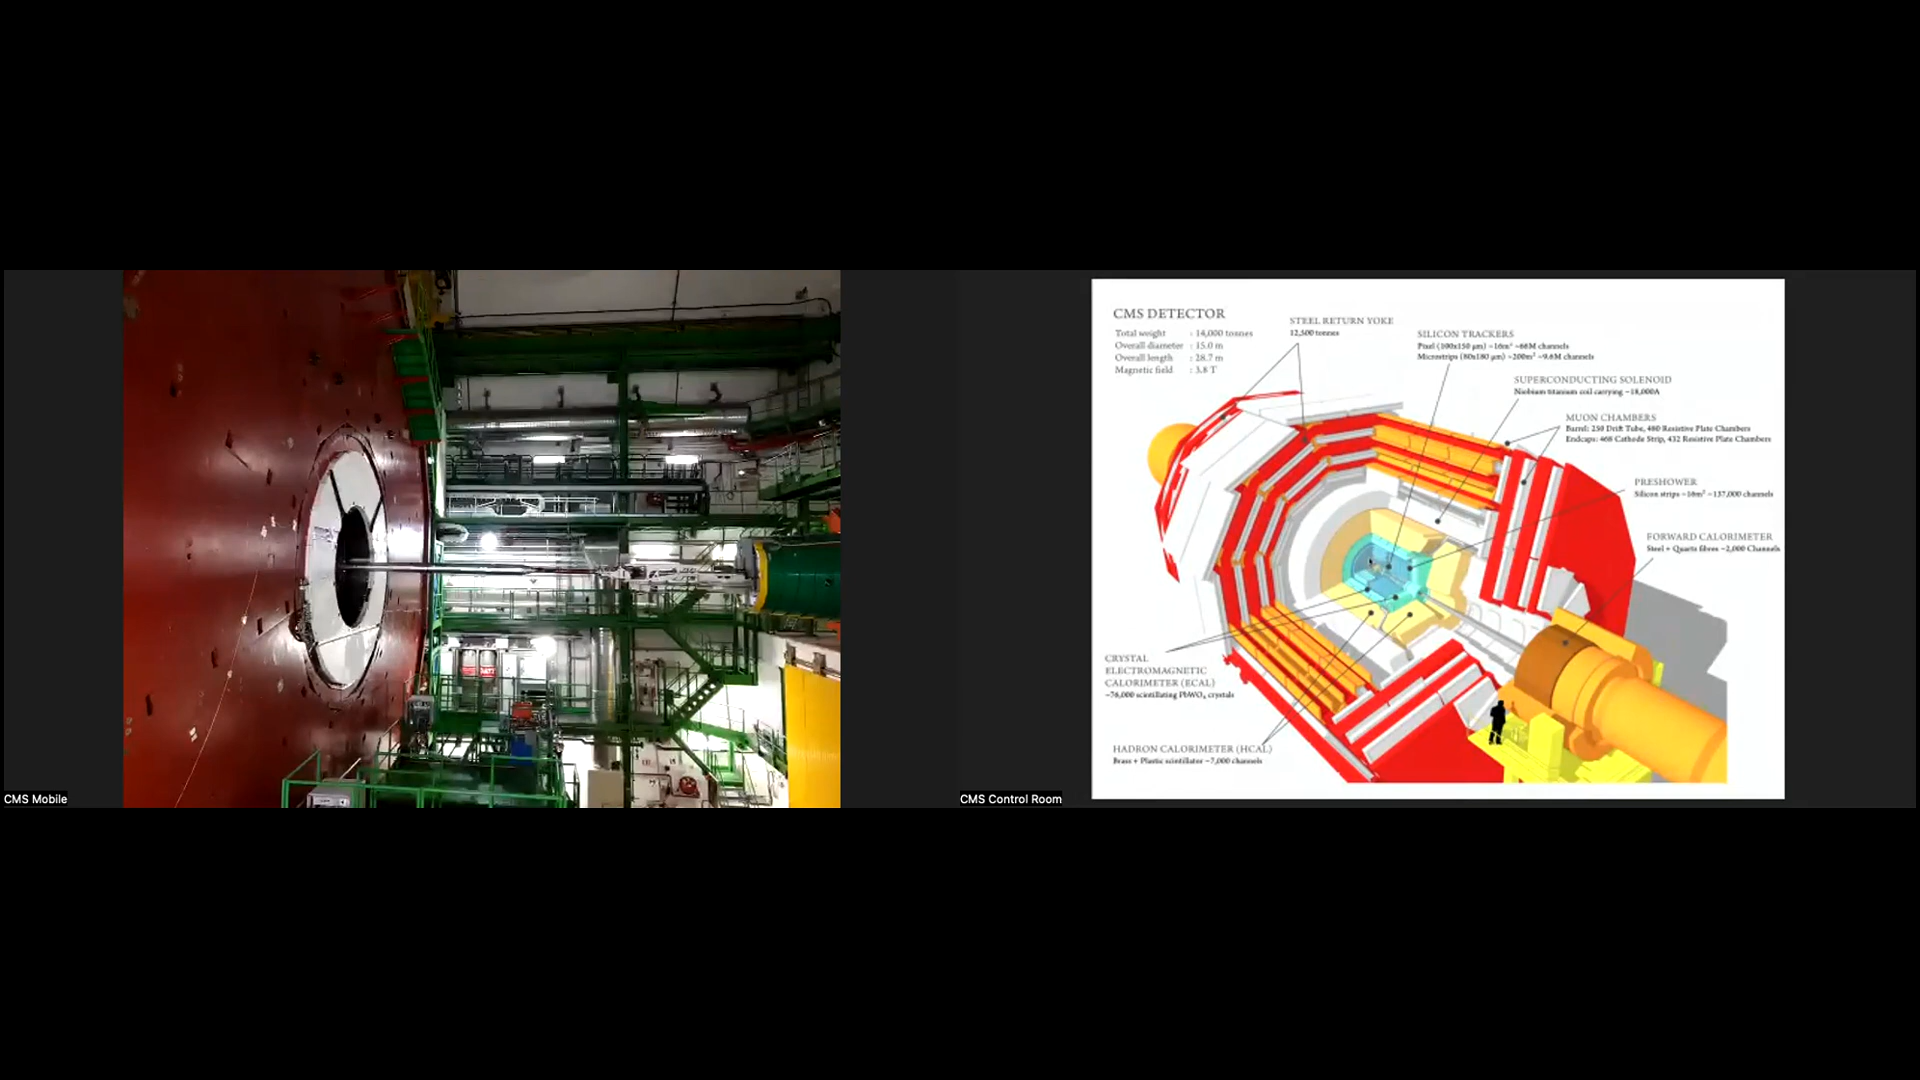 CMS DETECTOR
Total weight : 14,000 tonnes
Overall diameter : 15.0 m
Overall length : 28.7 m
Magnetic field : 3.8 T
STEEL RETURN YOKE
12,500 tonnes
SILICON TRACKERS
Pixel (100x150 μm) ~16m² ~66M channels
Microstrips (80x180 μm) ~200m² ~9.6M channels
SUPERCONDUCTING SOLENOID
Niobium titanium coil carrying ~18,000A
MUON CHAMBERS
Barrel: 250 Drift Tube, 480 Resistive Plate Chambers
Endcaps: 468 Cathode Strip, 432 Resistive Plate Chambers
PRESHOWER
Silicon strips ~16m² ~137,000 channels
FORWARD CALORIMETER
Steel + Quartz fibres ~2,000 Channels
CRYSTAL
ELECTROMAGNETIC
CALORIMETER (ECAL)
~76,000 scintillating PbWO₄ crystals
HADRON CALORIMETER (HCAL)
Brass + Plastic scintillator ~7,000 channels
CMS Mobile
CMS Control Room